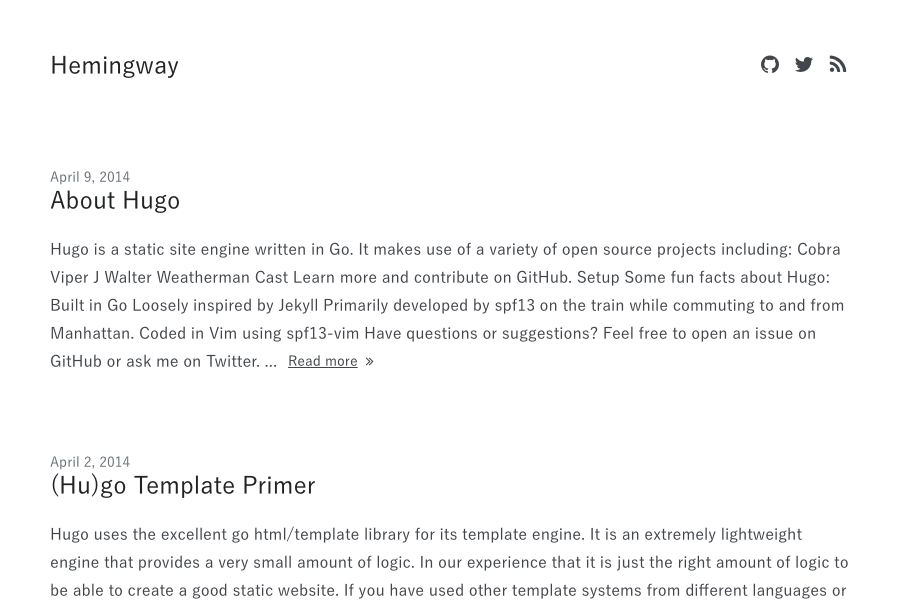 Hemingway
April 9, 2014
About Hugo
Hugo is a static site engine written in Go. It makes use of a variety of open source projects including: Cobra
Viper J Walter Weatherman Cast Learn more and contribute on GitHub. Setup Some fun facts about Hugo:
Built in Go Loosely inspired by Jekyll Primarily developed by spf13 on the train while commuting to and from
Manhattan. Coded in Vim using spf13-vim Have questions or suggestions? Feel free to open an issue on
GitHub or ask me on Twitter. ... Read more »
April 2, 2014
(Hu)go Template Primer
Hugo uses the excellent go html/template library for its template engine. It is an extremely lightweight
engine that provides a very small amount of logic. In our experience that it is just the right amount of logic to
be able to create a good static website. If you have used other template systems from different languages or